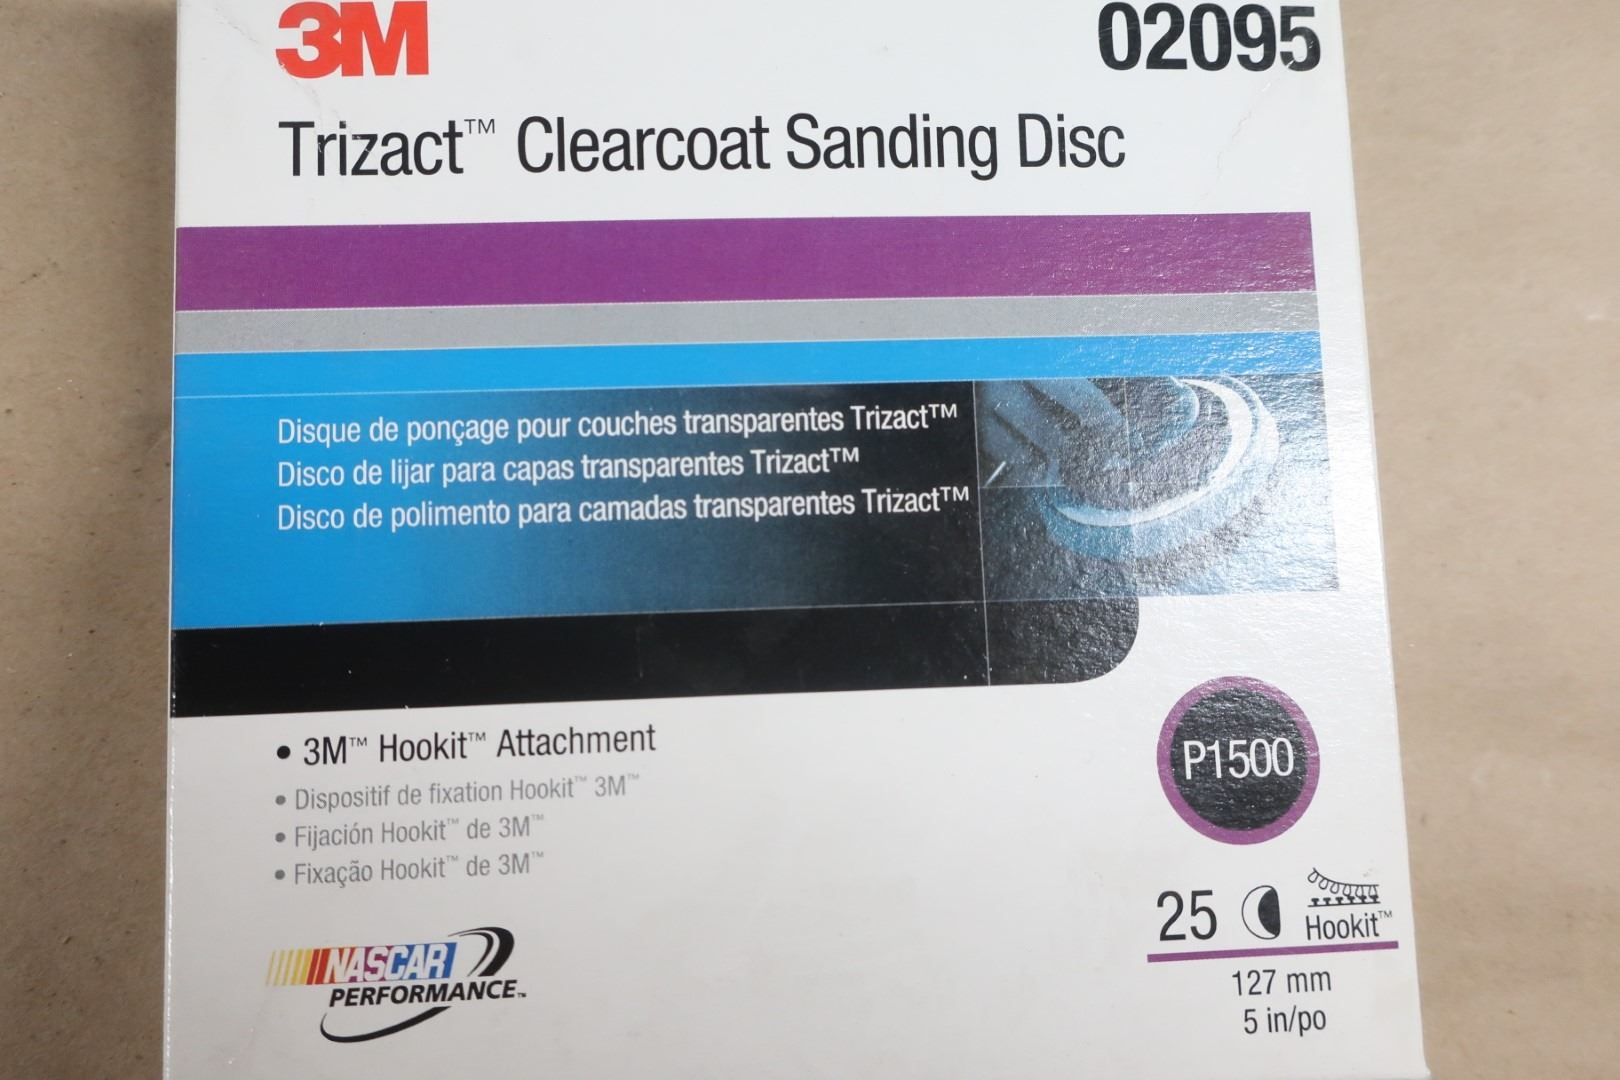 3M 02095
Trizact™ Clearcoat Sanding Disc
Disque de ponçage pour couches transparentes Trizact™
Disco de lijar para capas transparentes Trizact™
Disco de polimento para camadas transparentes Trizact™
• 3M™ Hookit™ Attachment
• Dispositif de fixation Hookit™ 3M™
• Fijación Hookit™ de 3M™
• Fixação Hookit™ de 3M™
NASCAR
PERFORMANCE™
P1500
25
Hookit™
127 mm
5 in/po